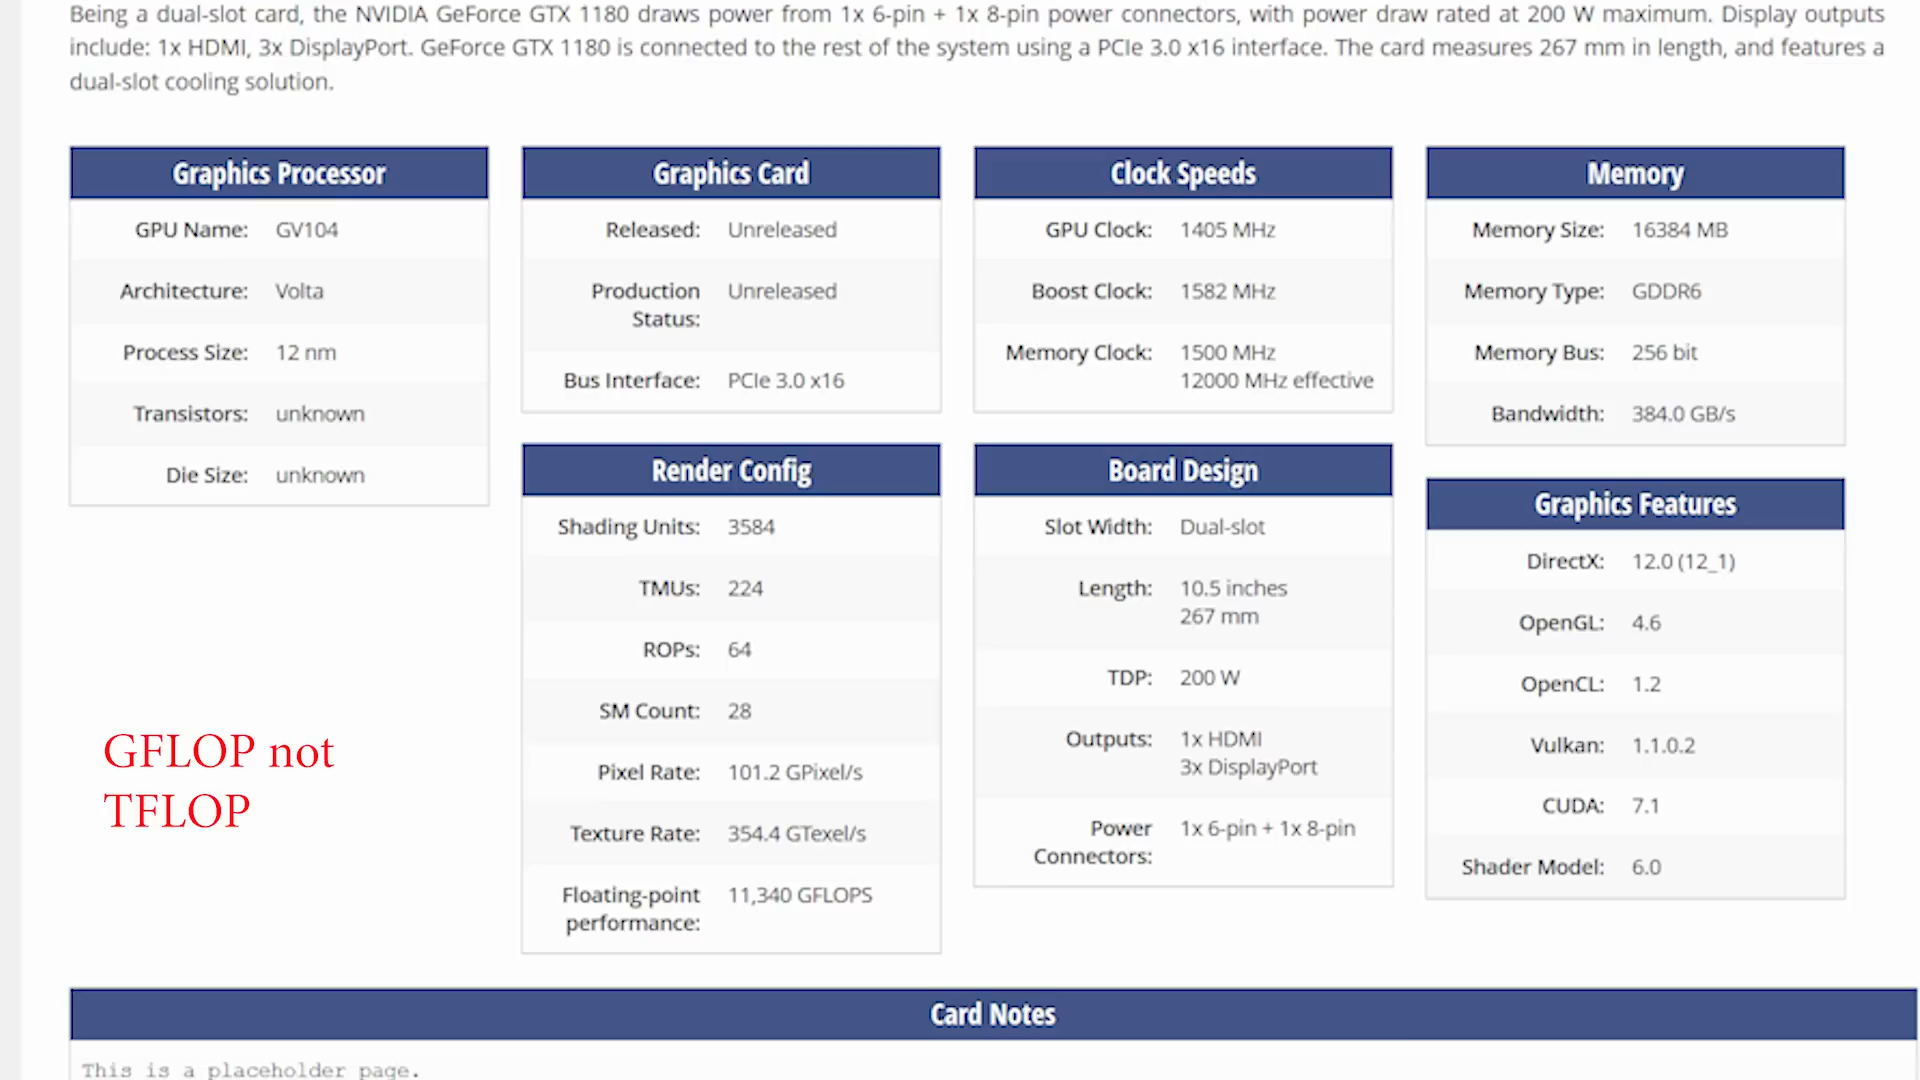 Being a dual-slot card, the NVIDIA GeForce GTX 1180 draws power from 1x 6-pin + 1x 8-pin power connectors, with power draw rated at 200 W maximum. Display outputs
include: 1x HDMI, 3x DisplayPort. GeForce GTX 1180 is connected to the rest of the system using a PCIe 3.0 x16 interface. The card measures 267 mm in length, and features a
dual-slot cooling solution.
Graphics Processor
GPU Name: GV104
Architecture: Volta
Process Size: 12 nm
Transistors: unknown
Die Size: unknown
GFLOP not
TFLOP
Graphics Card
Released: Unreleased
Production Unreleased
Status:
Bus Interface: PCIe 3.0 x16
Render Config
Shading Units: 3584
TMUs: 224
ROPs: 64
SM Count: 28
Pixel Rate: 101.2 GPixel/s
Texture Rate: 354.4 GTexel/s
Floating-point 11,340 GFLOPS
performance:
Clock Speeds
GPU Clock: 1405 MHz
Boost Clock: 1582 MHz
Memory Clock: 1500 MHz
12000 MHz effective
Board Design
Slot Width: Dual-slot
Length: 10.5 inches
267 mm
TDP: 200 W
Outputs: 1x HDMI
3x DisplayPort
Power 1x 6-pin + 1x 8-pin
Connectors:
Memory
Memory Size: 16384 MB
Memory Type: GDDR6
Memory Bus: 256 bit
Bandwidth: 384.0 GB/s
Graphics Features
DirectX: 12.0 (12_1)
OpenGL: 4.6
OpenCL: 1.2
Vulkan: 1.1.0.2
CUDA: 7.1
Shader Model: 6.0
Card Notes
This is a placeholder page.